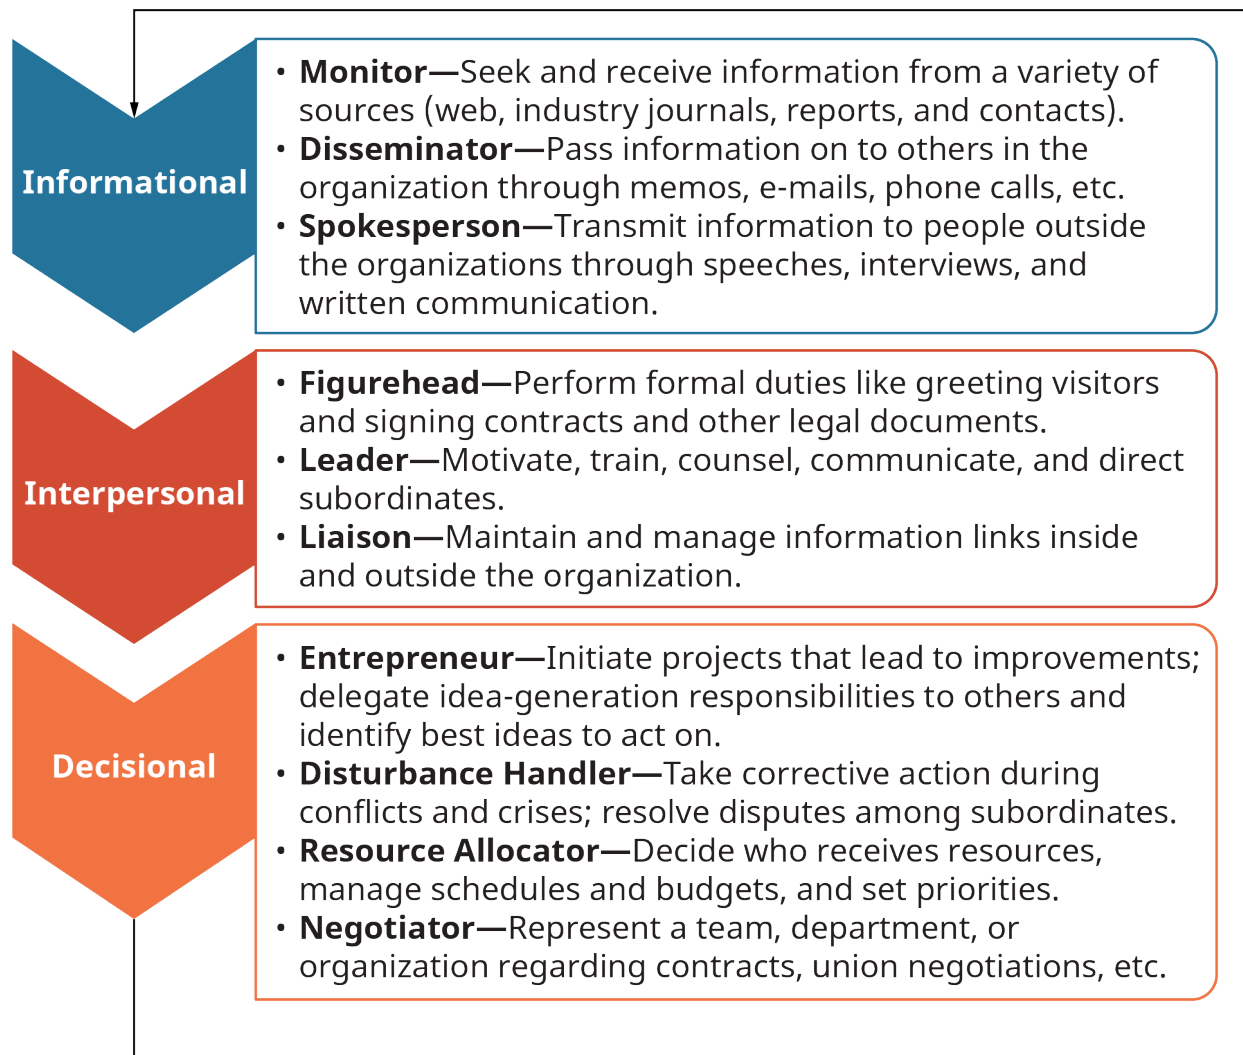 Informational
• Monitor—Seek and receive information from a variety of
sources (web, industry journals, reports, and contacts).
• Disseminator—Pass information on to others in the
organization through memos, e-mails, phone calls, etc.
• Spokesperson—Transmit information to people outside
the organizations through speeches, interviews, and
written communication.
Interpersonal
• Figurehead—Perform formal duties like greeting visitors
and signing contracts and other legal documents.
• Leader—Motivate, train, counsel, communicate, and direct
subordinates.
• Liaison—Maintain and manage information links inside
and outside the organization.
Decisional
• Entrepreneur—Initiate projects that lead to improvements;
delegate idea-generation responsibilities to others and
identify best ideas to act on.
• Disturbance Handler—Take corrective action during
conflicts and crises; resolve disputes among subordinates.
• Resource Allocator—Decide who receives resources,
manage schedules and budgets, and set priorities.
• Negotiator—Represent a team, department, or
organization regarding contracts, union negotiations, etc.